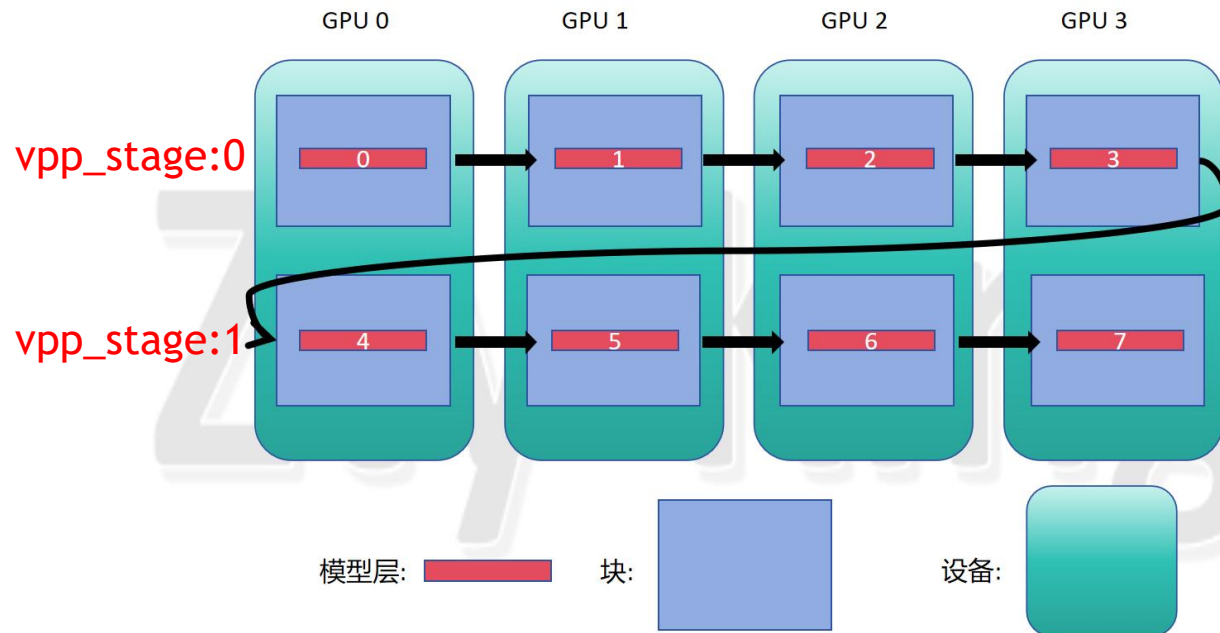 GPU 0 GPU 1 GPU 2 GPU 3
vpp_stage:0
0 1 2 3
vpp_stage:1
4 5 6 7
模型层: 块: 设备: